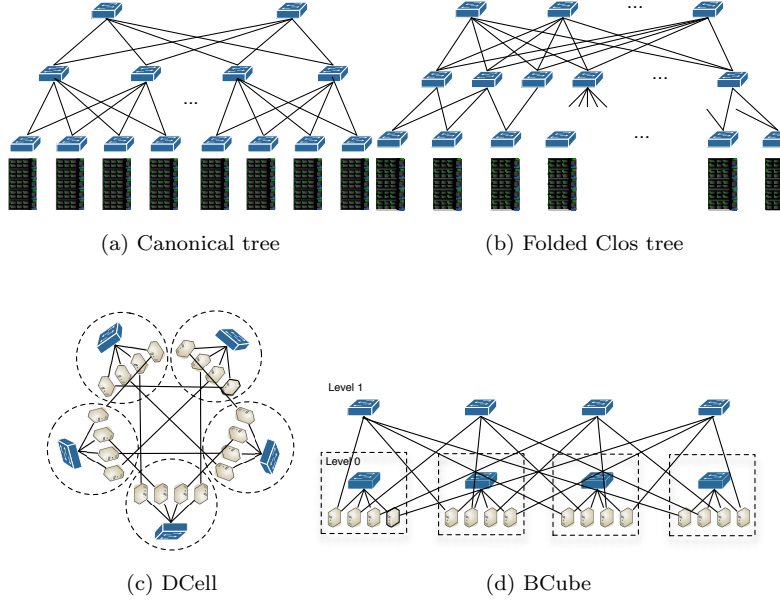 ...
...
...
...
(a) Canonical tree
(b) Folded Clos tree
Level 1
Level 0
(c) DCell
(d) BCube